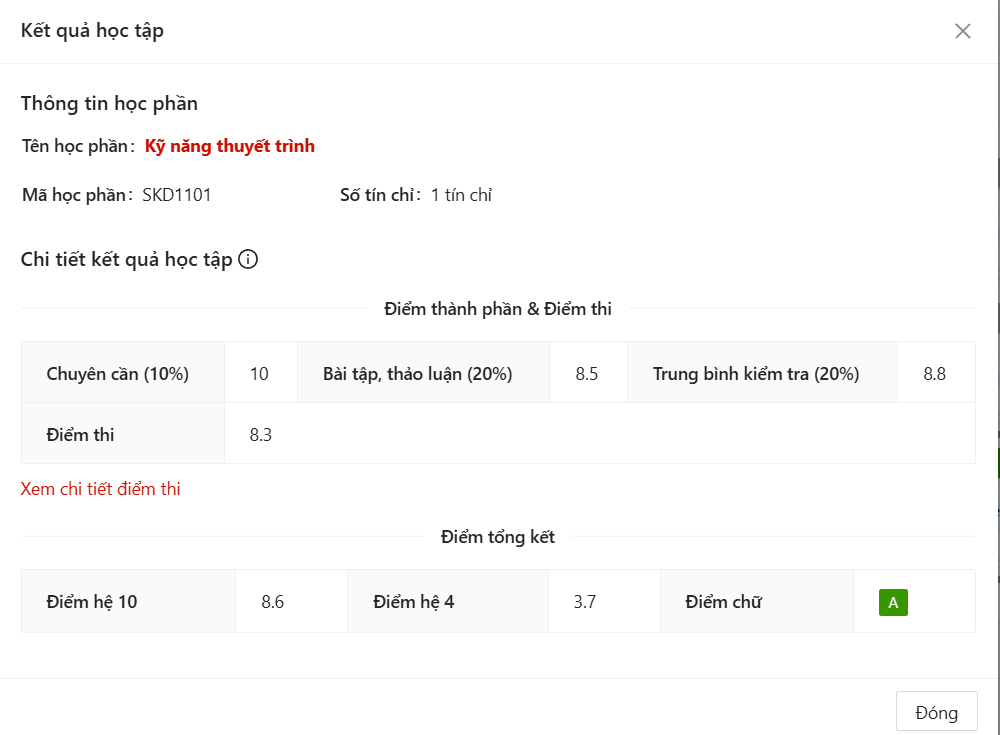 Kết quả học tập
Thông tin học phần
Tên học phần: Kỹ năng thuyết trình
Mã học phần: SKD1101 Số tín chỉ: 1 tín chỉ
Chi tiết kết quả học tập
Điểm thành phần & Điểm thi
Chuyên cần (10%) 10 Bài tập, thảo luận (20%) 8.5 Trung bình kiểm tra (20%) 8.8
Điểm thi 8.3
Xem chi tiết điểm thi
Điểm tổng kết
Điểm hệ 10 8.6 Điểm hệ 4 3.7 Điểm chữ A
Đóng